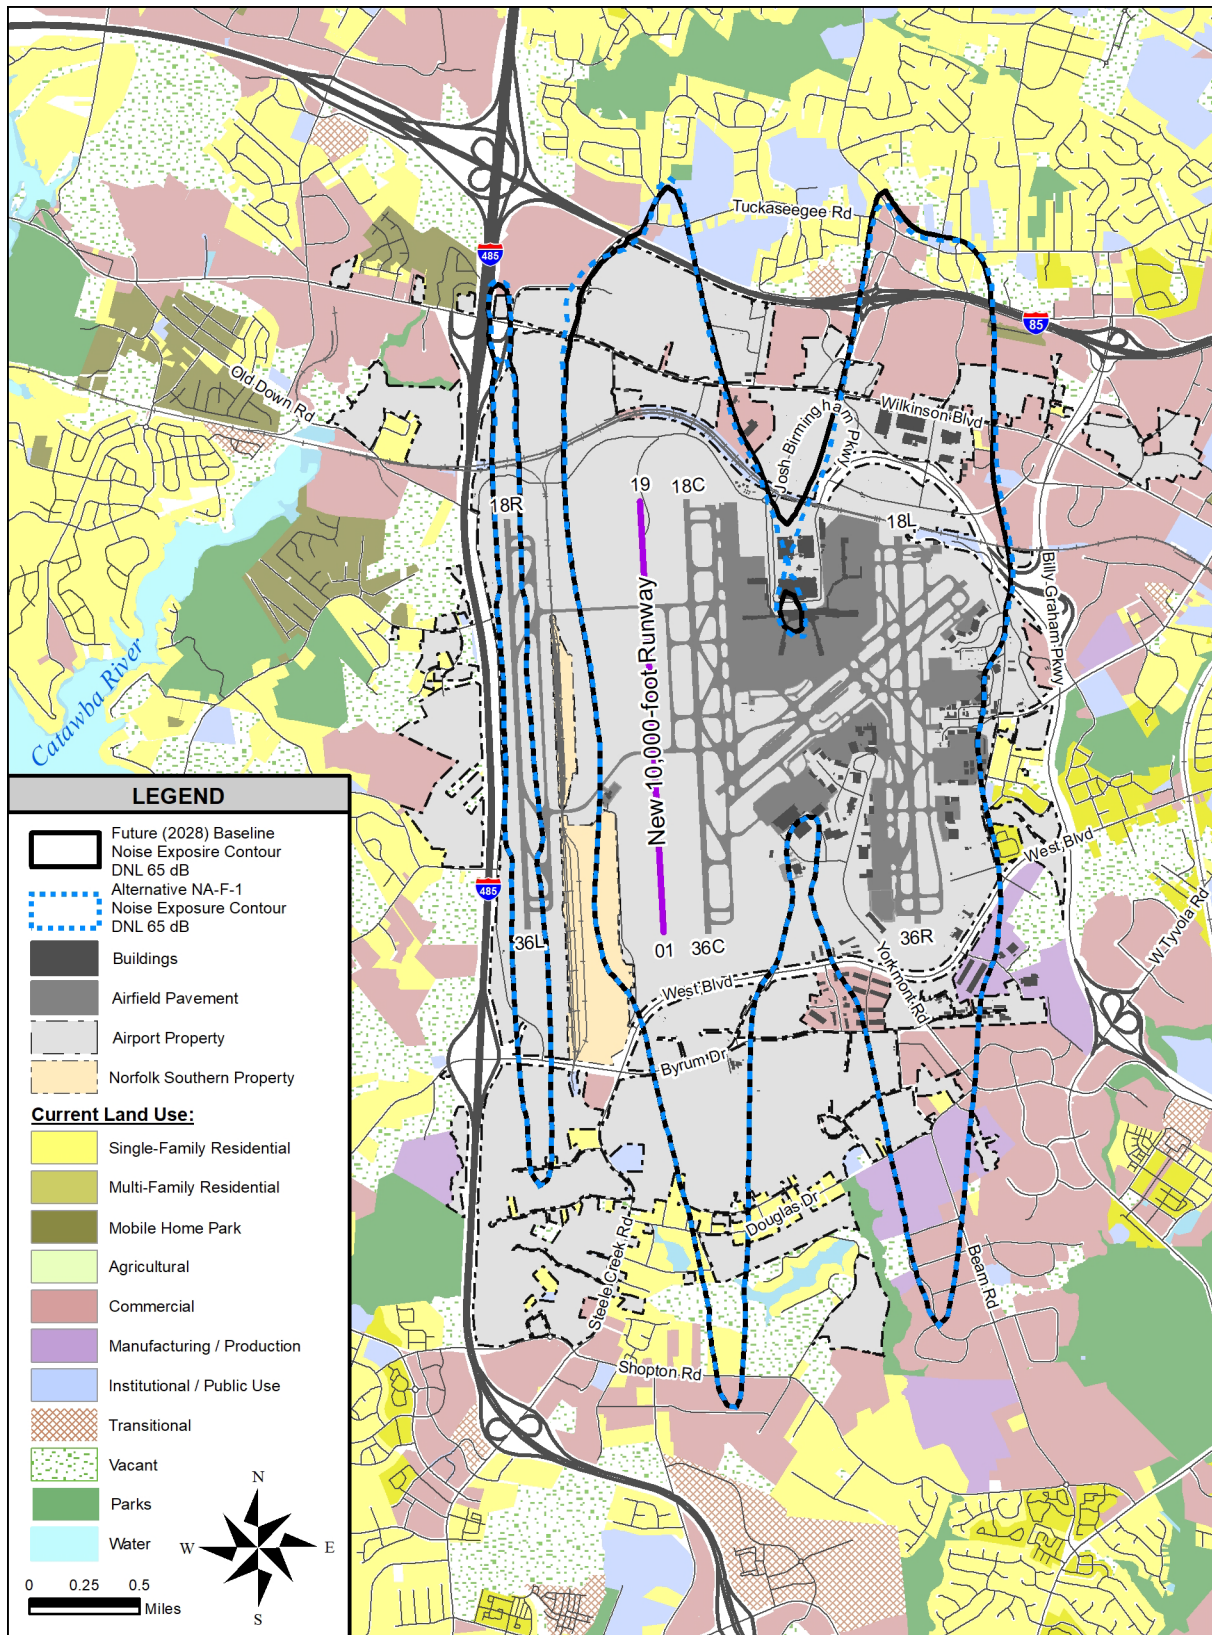 Tuckaseegee Rd
485
85
Old Down Rd
Wilkinson Blvd
Josh Birmingham Pkwy
19
18C
18R
18L
Billy Graham Pkwy
New 10,000-foot Runway
Catawba River
West Blvd
W Tyvola Rd
485
36L
01
36C
36R
Yorkmont Rd
West Blvd
Byrum Dr
Douglas Dr
Steele Creek Rd
Beam Rd
Shopton Rd
LEGEND
Future (2028) Baseline
Noise Exposire Contour
DNL 65 dB
Alternative NA-F-1
Noise Exposure Contour
DNL 65 dB
Buildings
Airfield Pavement
Airport Property
Norfolk Southern Property
Current Land Use:
Single-Family Residential
Multi-Family Residential
Mobile Home Park
Agricultural
Commercial
Manufacturing / Production
Institutional / Public Use
Transitional
Vacant
Parks
Water
N
W
E
S
0 0.25 0.5
Miles